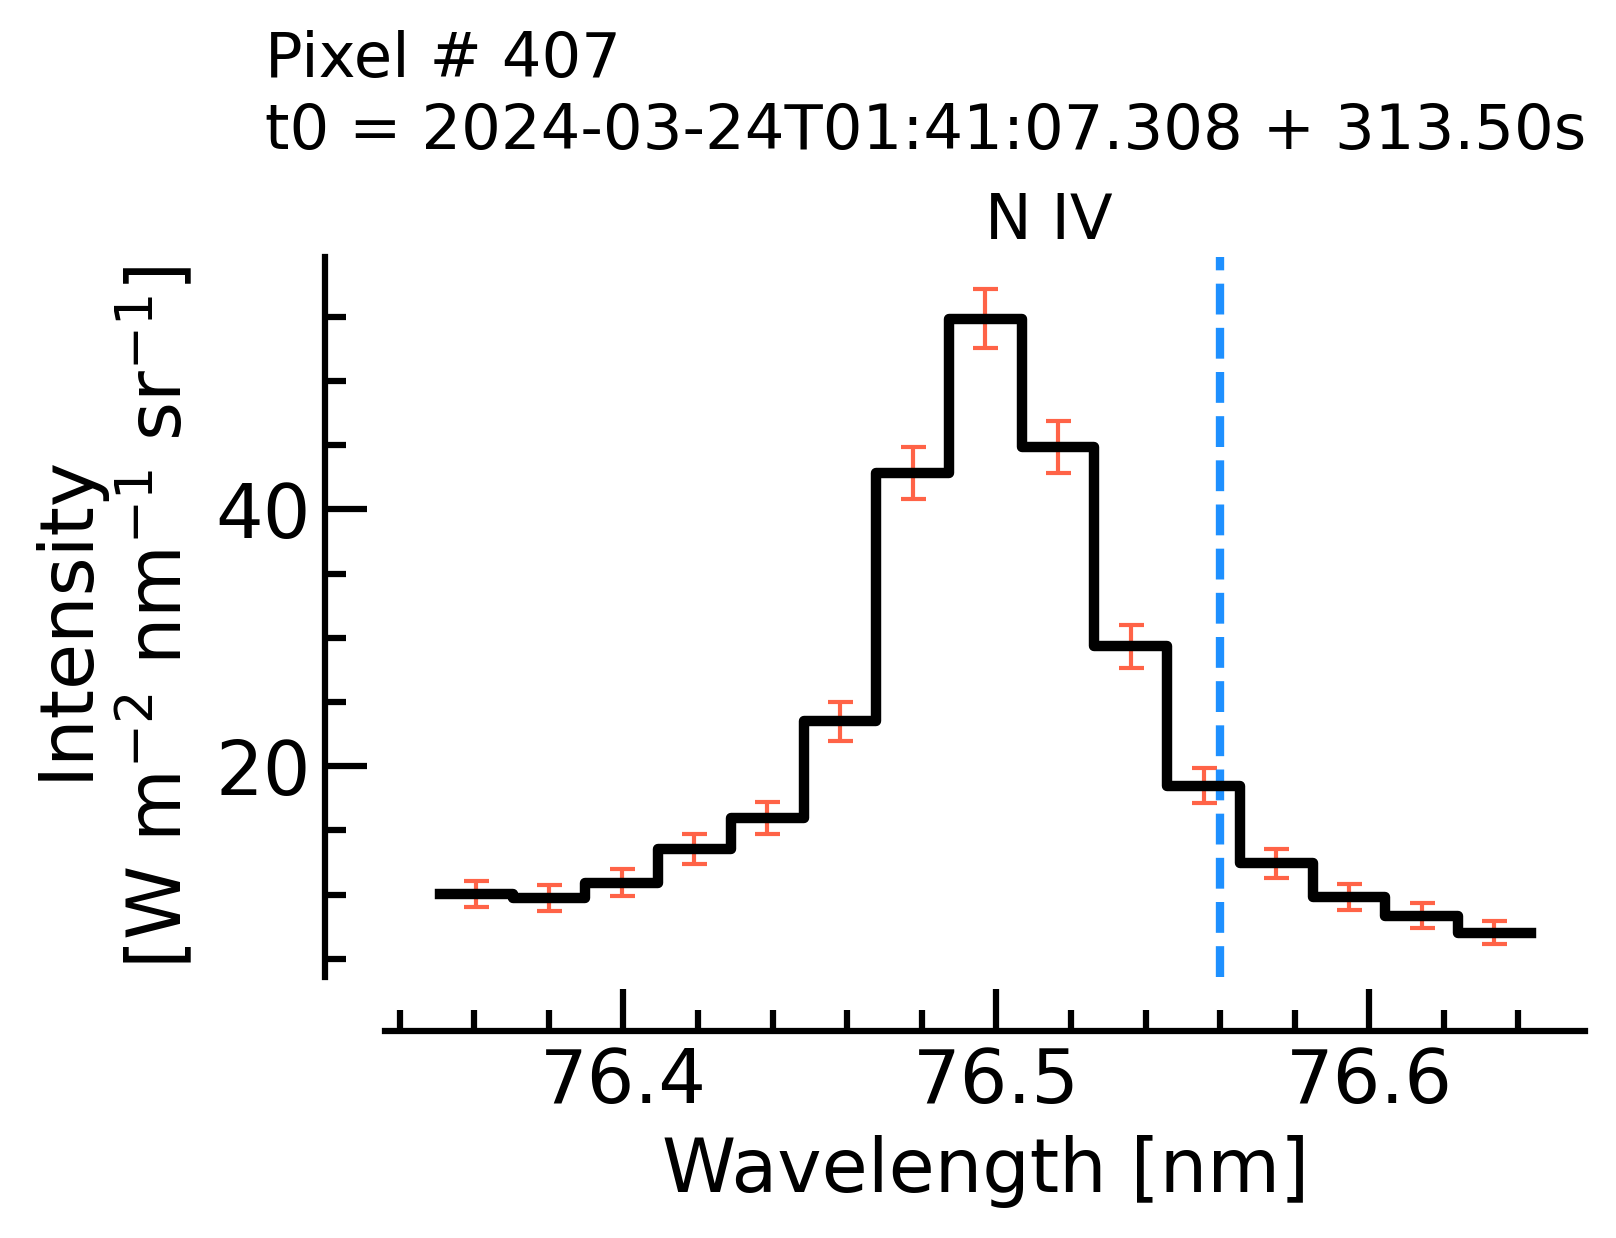 Pixel # 407
t0 = 2024-03-24T01:41:07.308 + 313.50s
N IV
Intensity
[W m⁻² nm⁻¹ sr⁻¹]
40
20
76.4 76.5 76.6
Wavelength [nm]